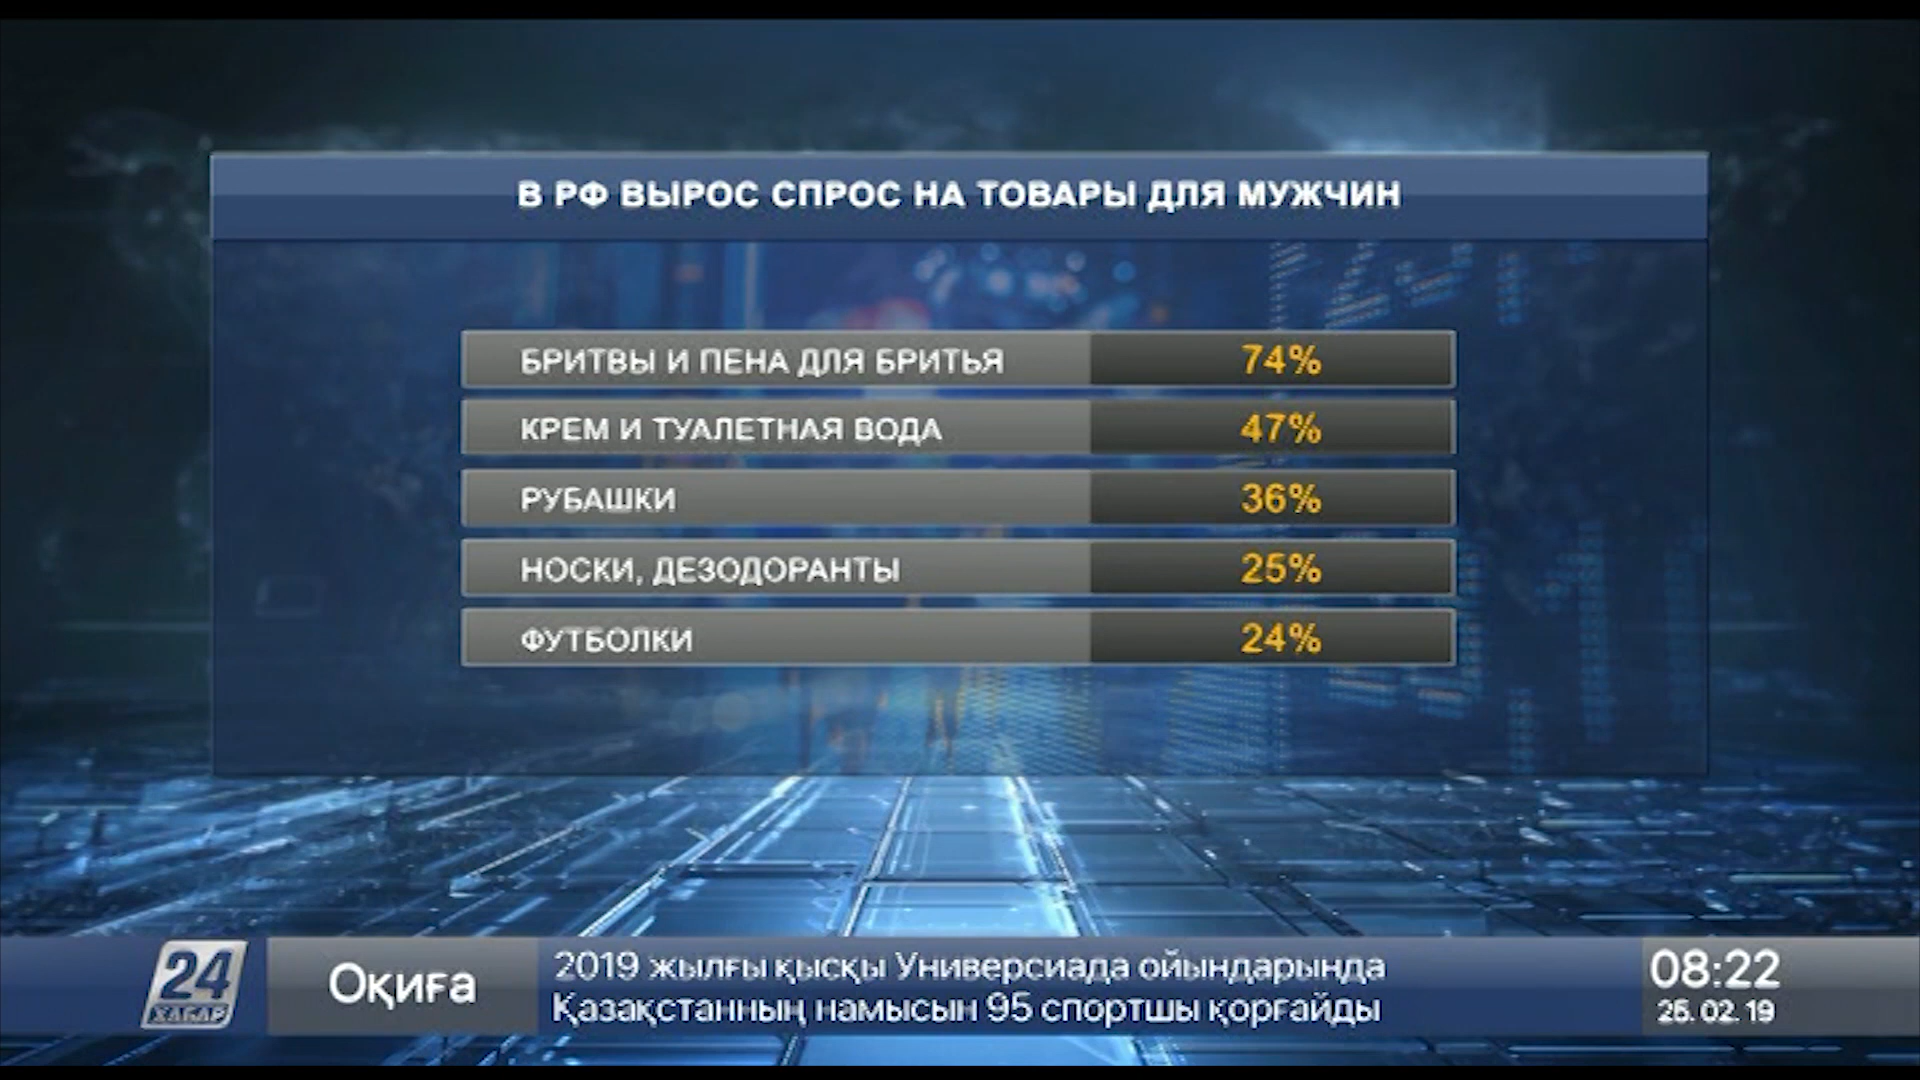 В РФ ВЫРОС СПРОС НА ТОВАРЫ ДЛЯ МУЖЧИН
БРИТВЫ И ПЕНА ДЛЯ БРИТЬЯ 74%
КРЕМ И ТУАЛЕТНАЯ ВОДА 47%
РУБАШКИ 36%
НОСКИ, ДЕЗОДОРАНТЫ 25%
ФУТБОЛКИ 24%
24
ХАБАР
Оқиға
2019 жылғы қысқы Универсиада ойындарында
Қазақстанның намысын 95 спортшы қорғайды
08:22
25. 02. 19